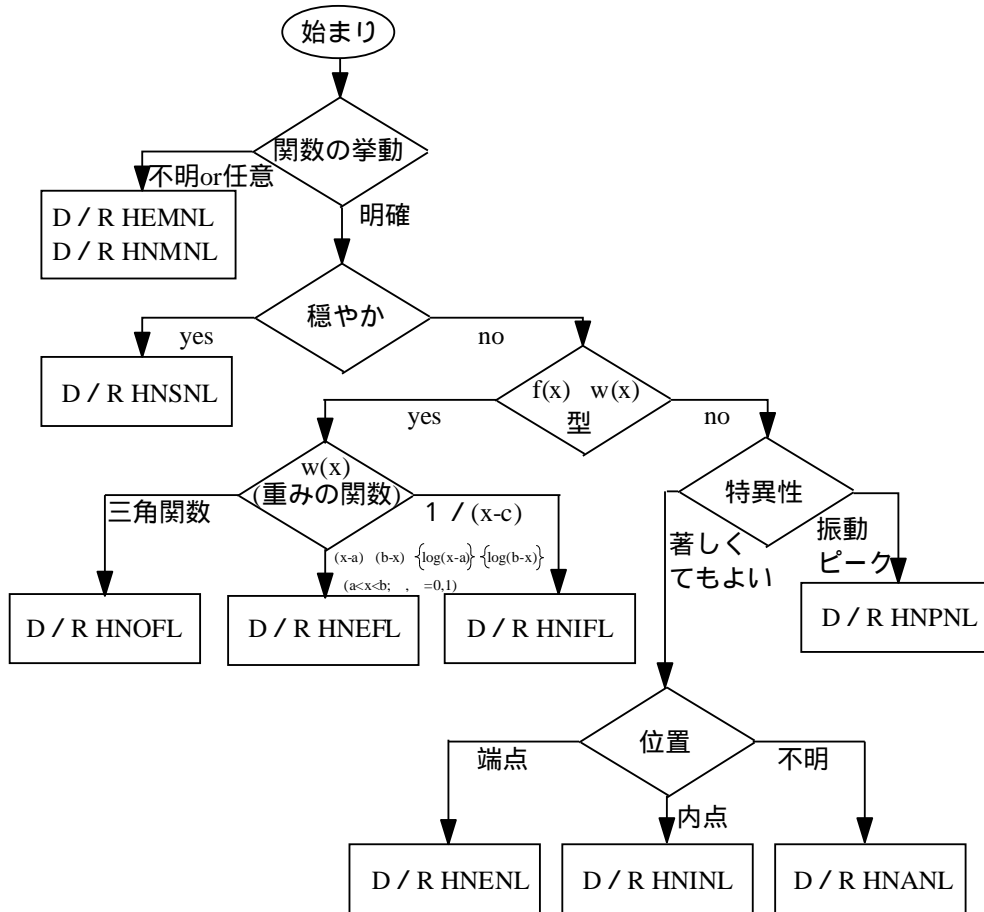 始まり
関数の挙動
不明or任意
D / R HEMNL
D / R HNMNL
明確
穏やか
yes
no
D / R HNSNL
f(x) w(x)
型
yes
no
w(x)
(重みの関数)
三角関数
1 / (x-c)
(x-a) (b-x) {log(x-a)} {log(b-x)}
(a<x<b; , =0,1)
特異性
著しく
てもよい
振動
ピーク
D / R HNOFL
D / R HNEFL
D / R HNIFL
D / R HNPNL
位置
端点
不明
内点
D / R HNENL
D / R HNINL
D / R HNANL